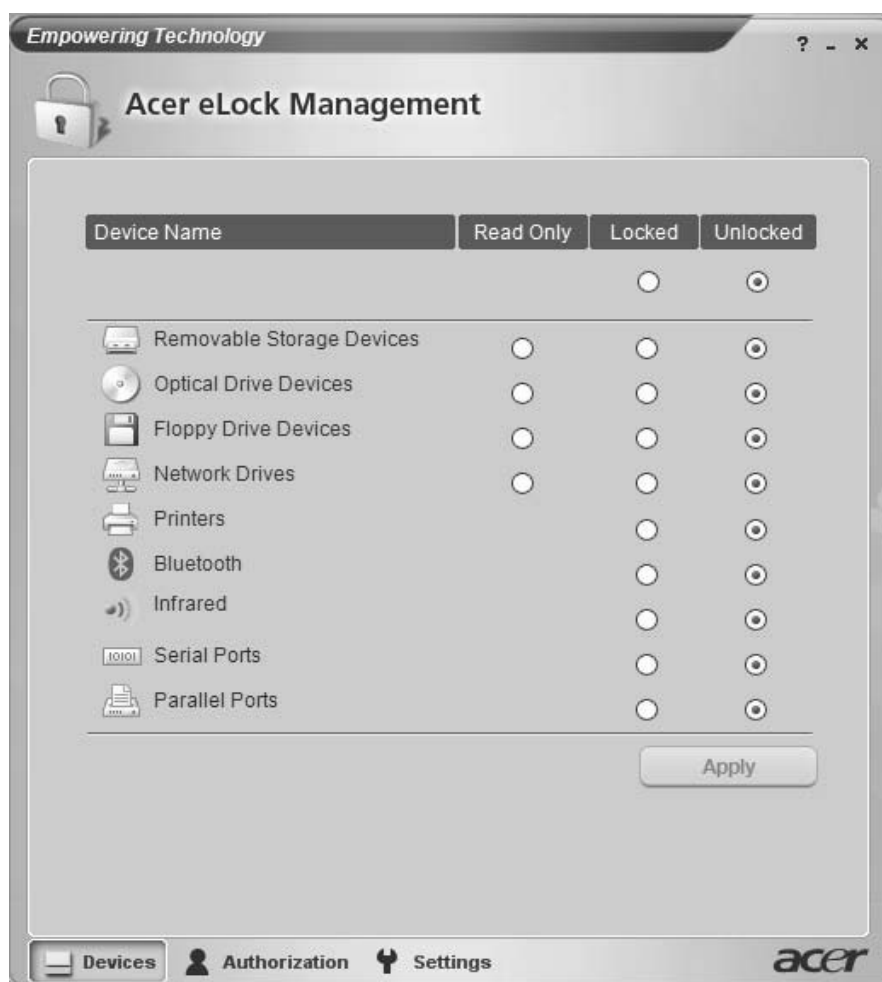 Empowering Technology
? - ×
Acer eLock Management
Device Name Read Only Locked Unlocked
Removable Storage Devices
Optical Drive Devices
Floppy Drive Devices
Network Drives
Printers
Bluetooth
Infrared
10101 Serial Ports
Parallel Ports
Apply
Devices Authorization Settings acer